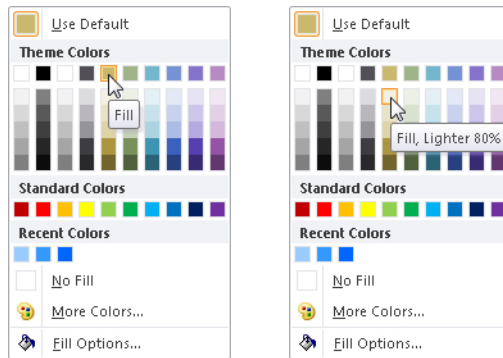 Use Default
Theme Colors
Fill
Standard Colors
Recent Colors
No Fill
More Colors...
Fill Options...
Use Default
Theme Colors
Fill, Lighter 80%
Standard Colors
Recent Colors
No Fill
More Colors...
Fill Options...